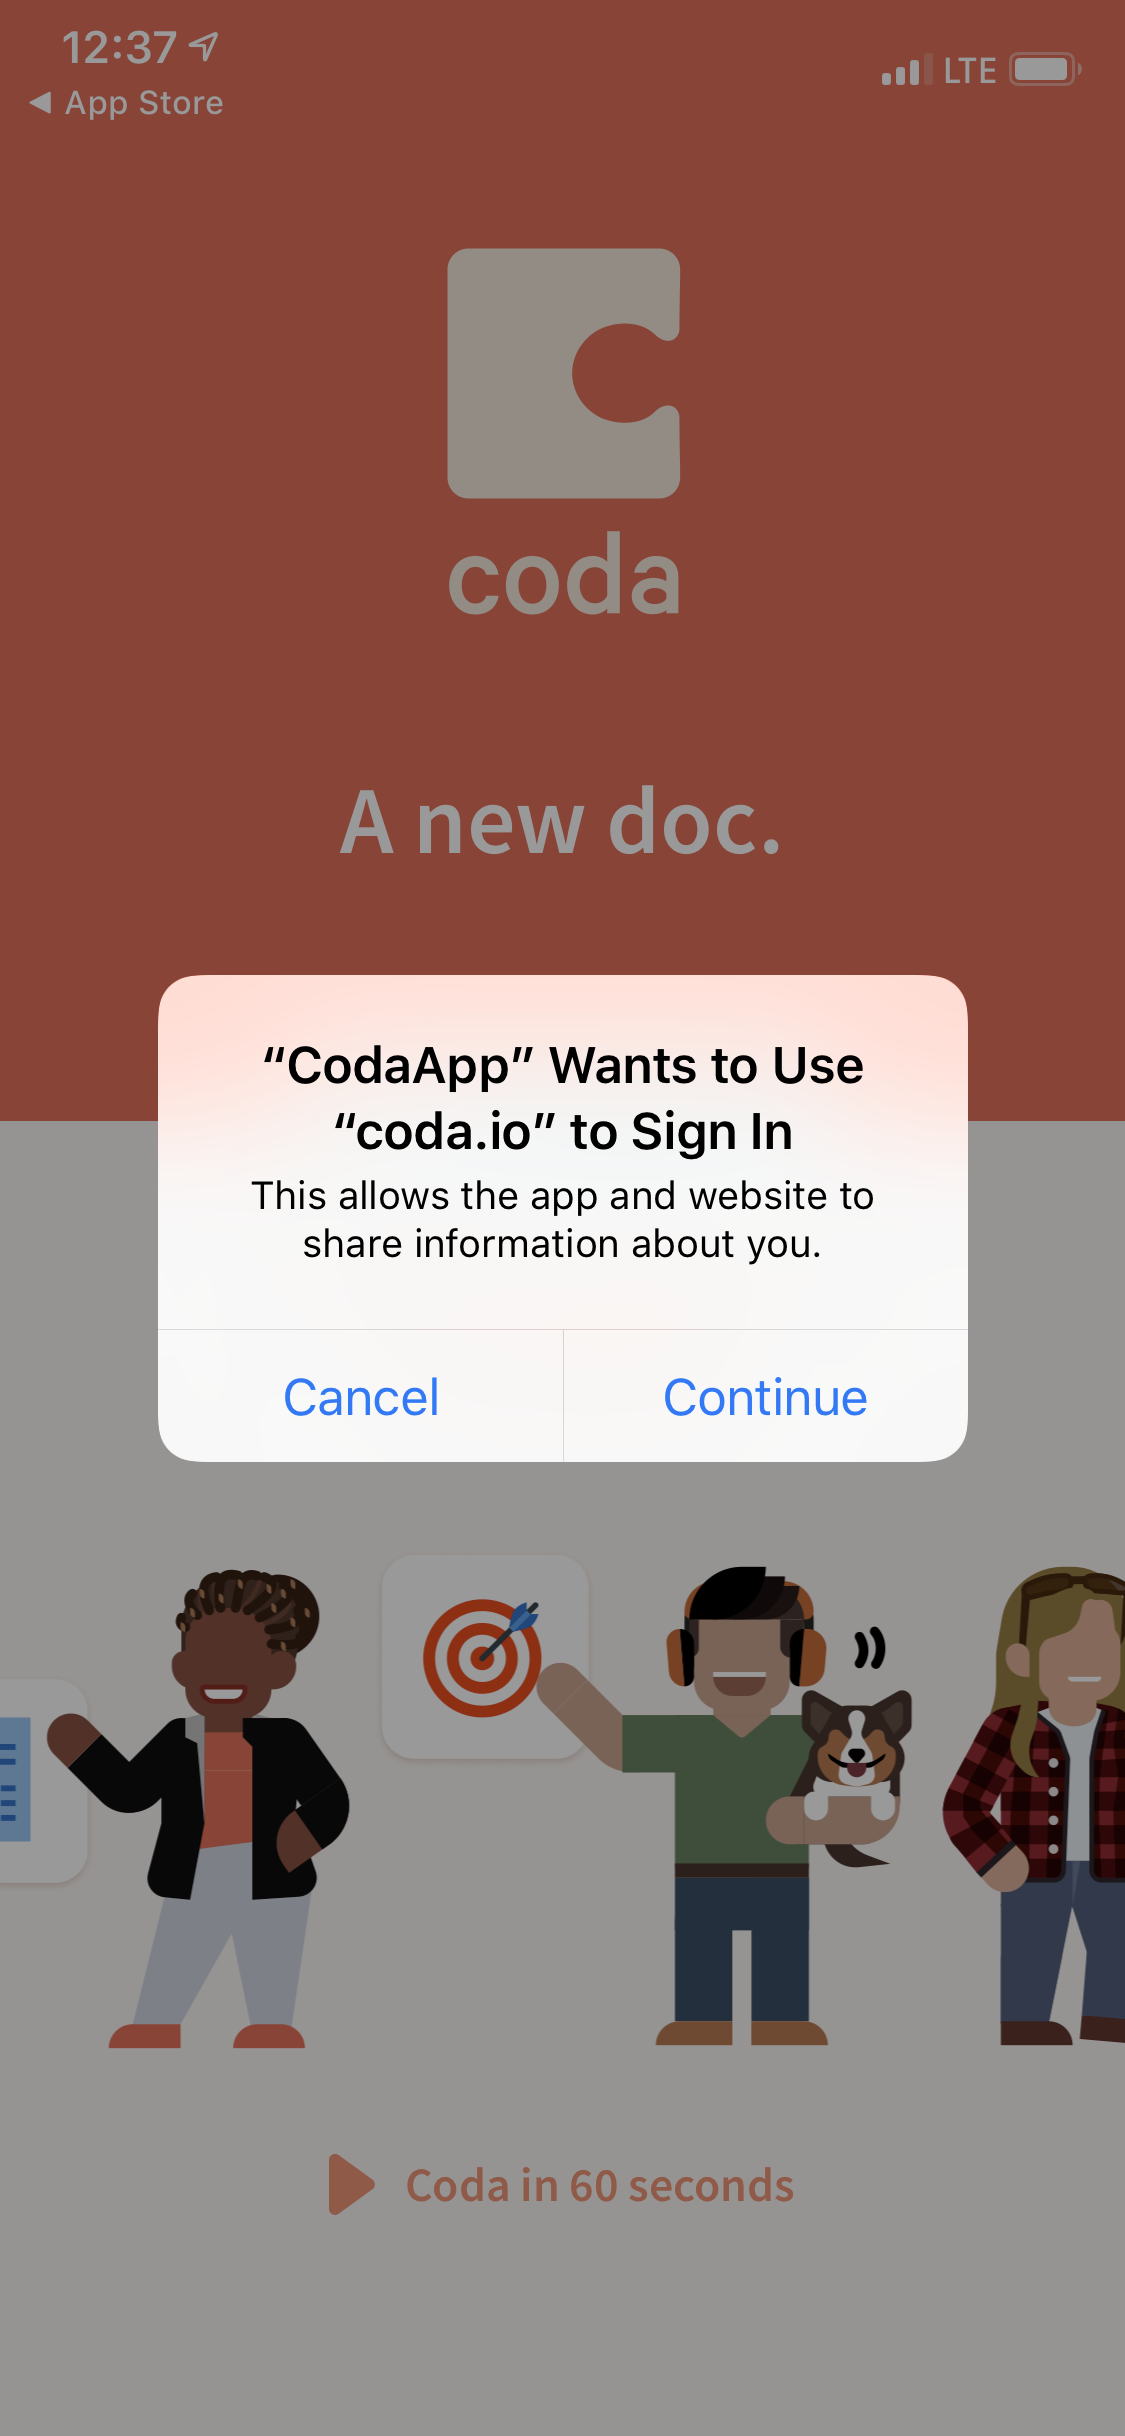 12:37
App Store
LTE
coda
A new doc.
“CodaApp” Wants to Use
“coda.io” to Sign In
This allows the app and website to
share information about you.
Cancel
Continue
Coda in 60 seconds